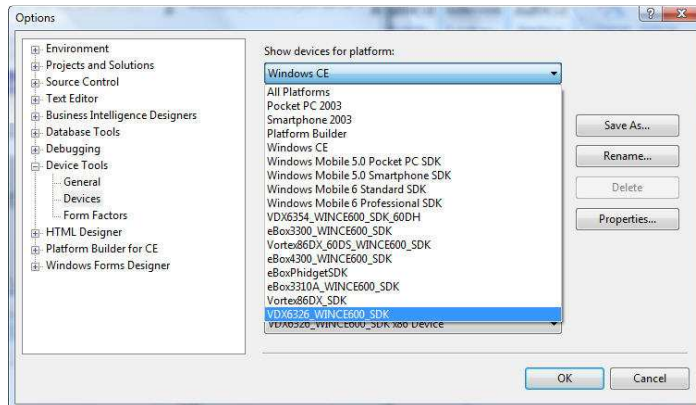 Options
Environment
Projects and Solutions
Source Control
Text Editor
Business Intelligence Designers
Database Tools
Debugging
Device Tools
General
Devices
Form Factors
HTML Designer
Platform Builder for CE
Windows Forms Designer
Show devices for platform:
Windows CE
All Platforms
Pocket PC 2003
Smartphone 2003
Platform Builder
Windows CE
Windows Mobile 5.0 Pocket PC SDK
Windows Mobile 5.0 Smartphone SDK
Windows Mobile 6 Standard SDK
Windows Mobile 6 Professional SDK
VDX6354_WINCE600_SDK_60DH
eBox3300_WINCE600_SDK
Vortex86DX_60DS_WINCE600_SDK
eBox4300_WINCE600_SDK
eBoxPhidgetSDK
eBox3310A_WINCE600_SDK
Vortex86DX_SDK
VDX6326_WINCE600_SDK
VDX6326_WINCE600_SDK x86 Device
Save As...
Rename...
Delete
Properties...
OK
Cancel